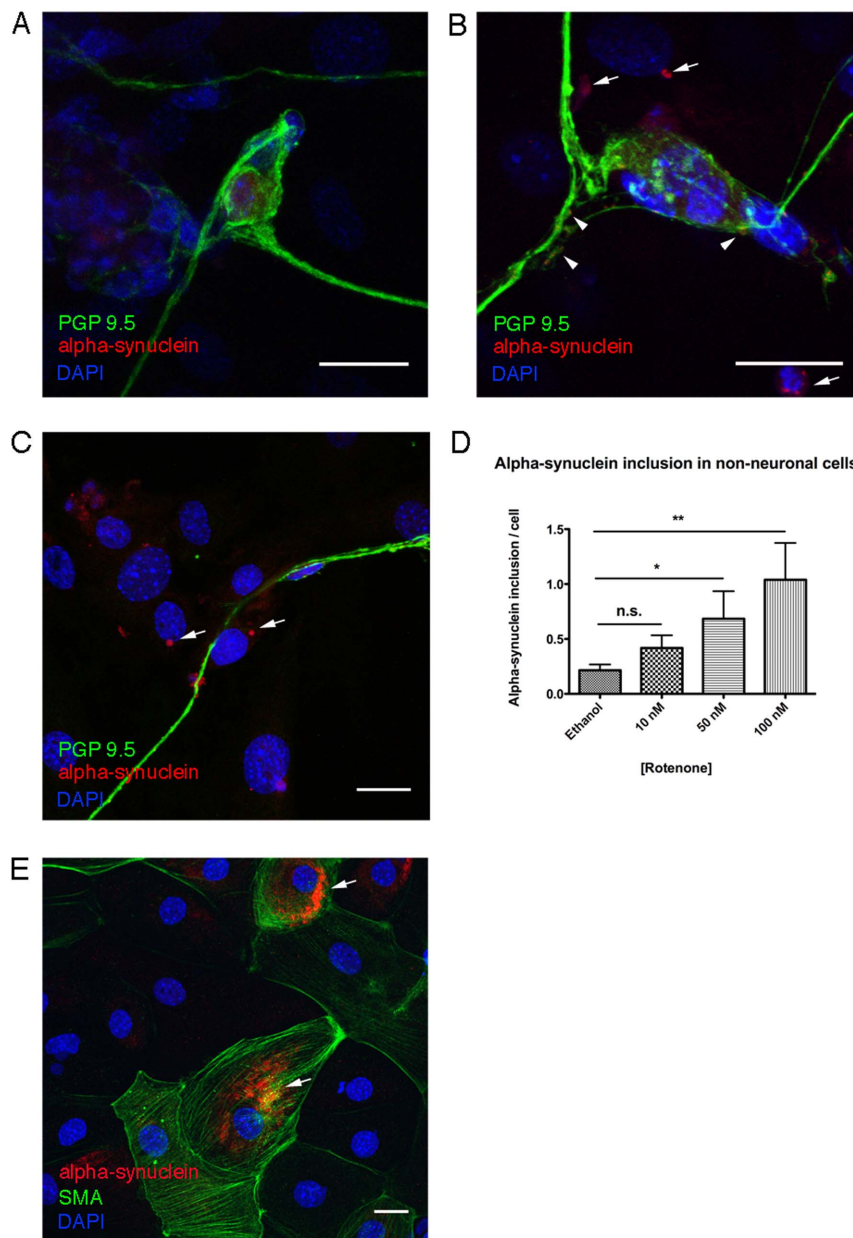 A
PGP 9.5
alpha-synuclein
DAPI
B
PGP 9.5
alpha-synuclein
DAPI
C
PGP 9.5
alpha-synuclein
DAPI
D
Alpha-synuclein inclusion in non-neuronal cells
Alpha-synuclein inclusion / cell
1.5
1.0
0.5
0.0
**
*
n.s.
Ethanol
10 nM
50 nM
100 nM
[Rotenone]
E
alpha-synuclein
SMA
DAPI